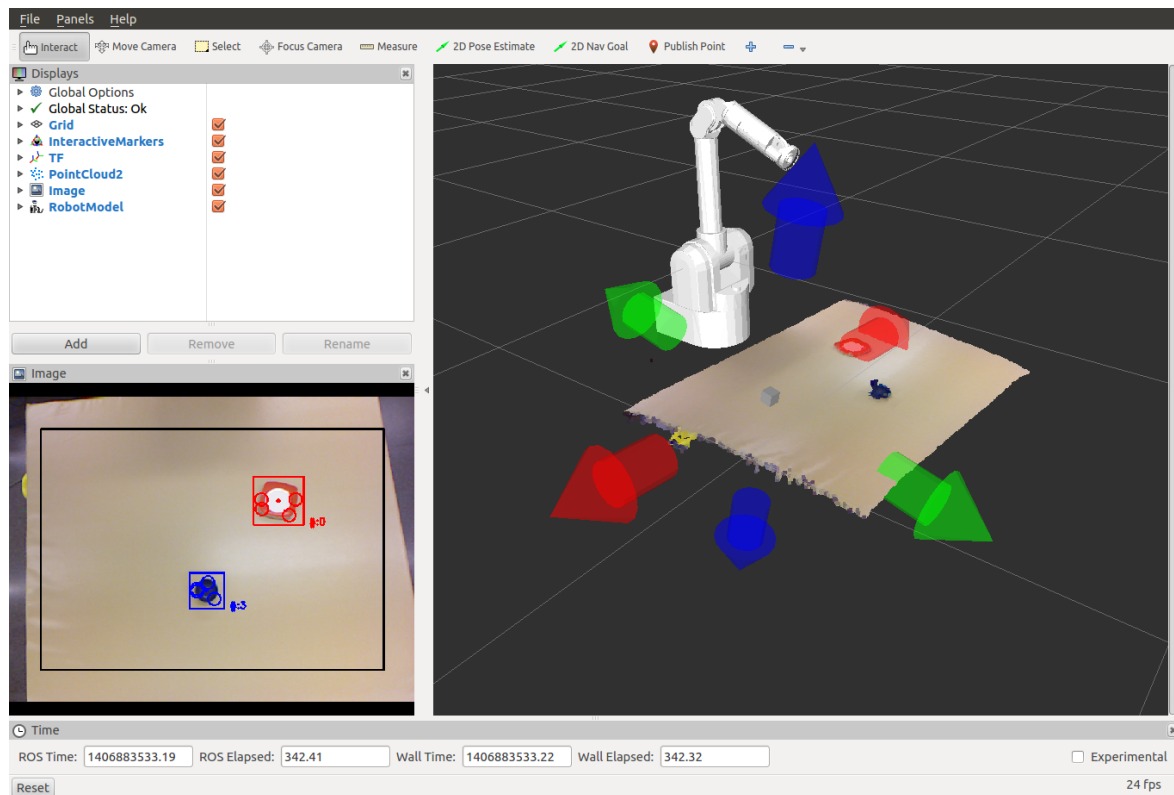 File Panels Help
Interact Move Camera Select Focus Camera Measure 2D Pose Estimate 2D Nav Goal Publish Point
Displays
Global Options
Global Status: Ok
Grid
InteractiveMarkers
TF
PointCloud2
Image
RobotModel
Add Remove Rename
Image
Time
ROS Time: 1406883533.19 ROS Elapsed: 342.41 Wall Time: 1406883533.22 Wall Elapsed: 342.32 Experimental
Reset 24 fps